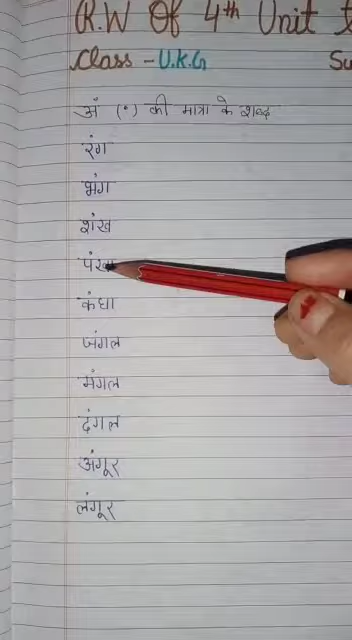 R.W Of 4th Unit
Class - U.K.G
अं (ं) की मात्रा के शब्द
रंग
भंग
शंख
पंखा
कंघा
जंगल
मंगल
दंगल
अंगूर
लंगूर